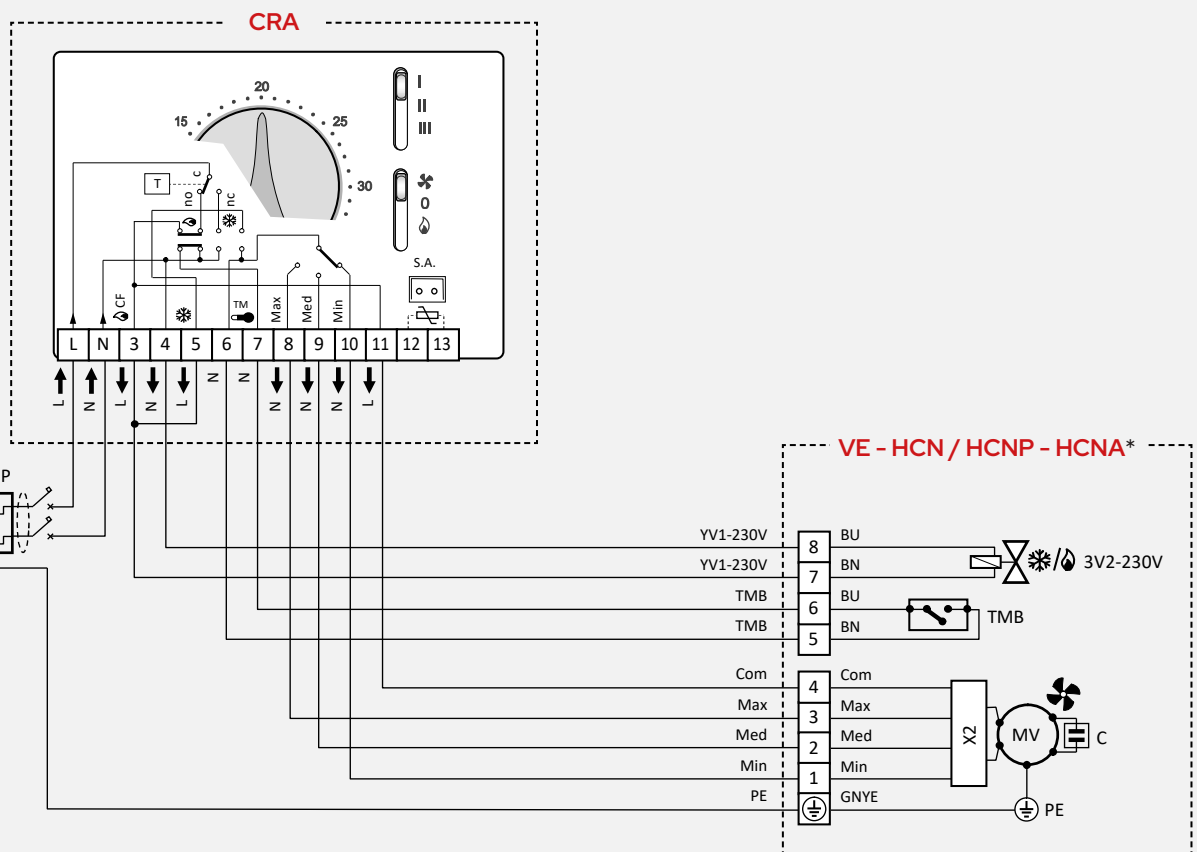 CRA
20
15
25
30
I
II
III
0
T
c
no
nc
S.A.
CF
TM
Max
Med
Min
L
N
3
4
5
6
7
8
9
10
11
12
13
L
N
L
N
L
N
N
N
N
N
L
P
VE - HCN / HCNP - HCNA*
YV1-230V 8 BU
3V2-230V
YV1-230V 7 BN
TMB 6 BU
TMB
TMB 5 BN
Com 4 Com
Max 3 Max
Med 2 Med
X2
MV
C
Min 1 Min
PE GNYE
PE